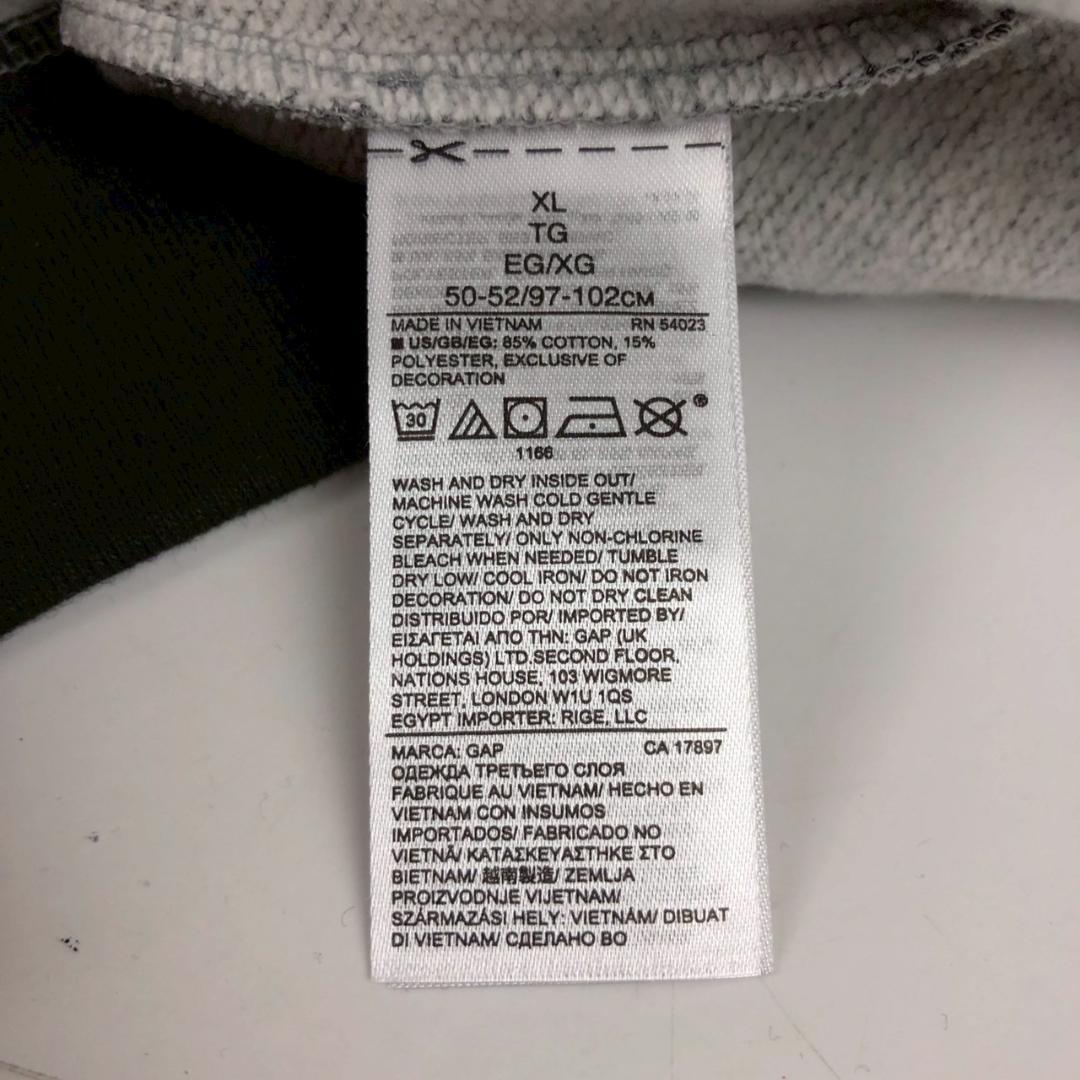 XL
TG
EG/XG
50-52/97-102CM
MADE IN VIETNAM RN 54023
US/GB/EG: 85% COTTON, 15%
POLYESTER, EXCLUSIVE OF
DECORATION
30
1166
WASH AND DRY INSIDE OUT/
MACHINE WASH COLD GENTLE
CYCLE/ WASH AND DRY
SEPARATELY/ ONLY NON-CHLORINE
BLEACH WHEN NEEDED/ TUMBLE
DRY LOW/ COOL IRON/ DO NOT IRON
DECORATION/ DO NOT DRY CLEAN
DISTRIBUIDO POR/ IMPORTED BY/
ΕΙΣΑΓΕΤΑΙ ΑΠΟ ΤΗΝ: GAP (UK
HOLDINGS) LTD.SECOND FLOOR,
NATIONS HOUSE, 103 WIGMORE
STREET, LONDON W1U 1QS
EGYPT IMPORTER: RIGE, LLC
MARCA: GAP CA 17897
ОДЕЖДА ТРЕТЬЕГО СЛОЯ
FABRIQUE AU VIETNAM/ HECHO EN
VIETNAM CON INSUMOS
IMPORTADOS/ FABRICADO NO
VIETNÃ/ ΚΑΤΑΣΚΕΥΑΣΤΗΚΕ ΣΤΟ
ΒΙΕΤΝΑΜ/ 越南製造/ ZEMLJA
PROIZVODNJE VIJETNAM/
SZÁRMAZÁSI HELY: VIETNÁM/ DIBUAT
DI VIETNAM/ СДЕЛАНО ВО